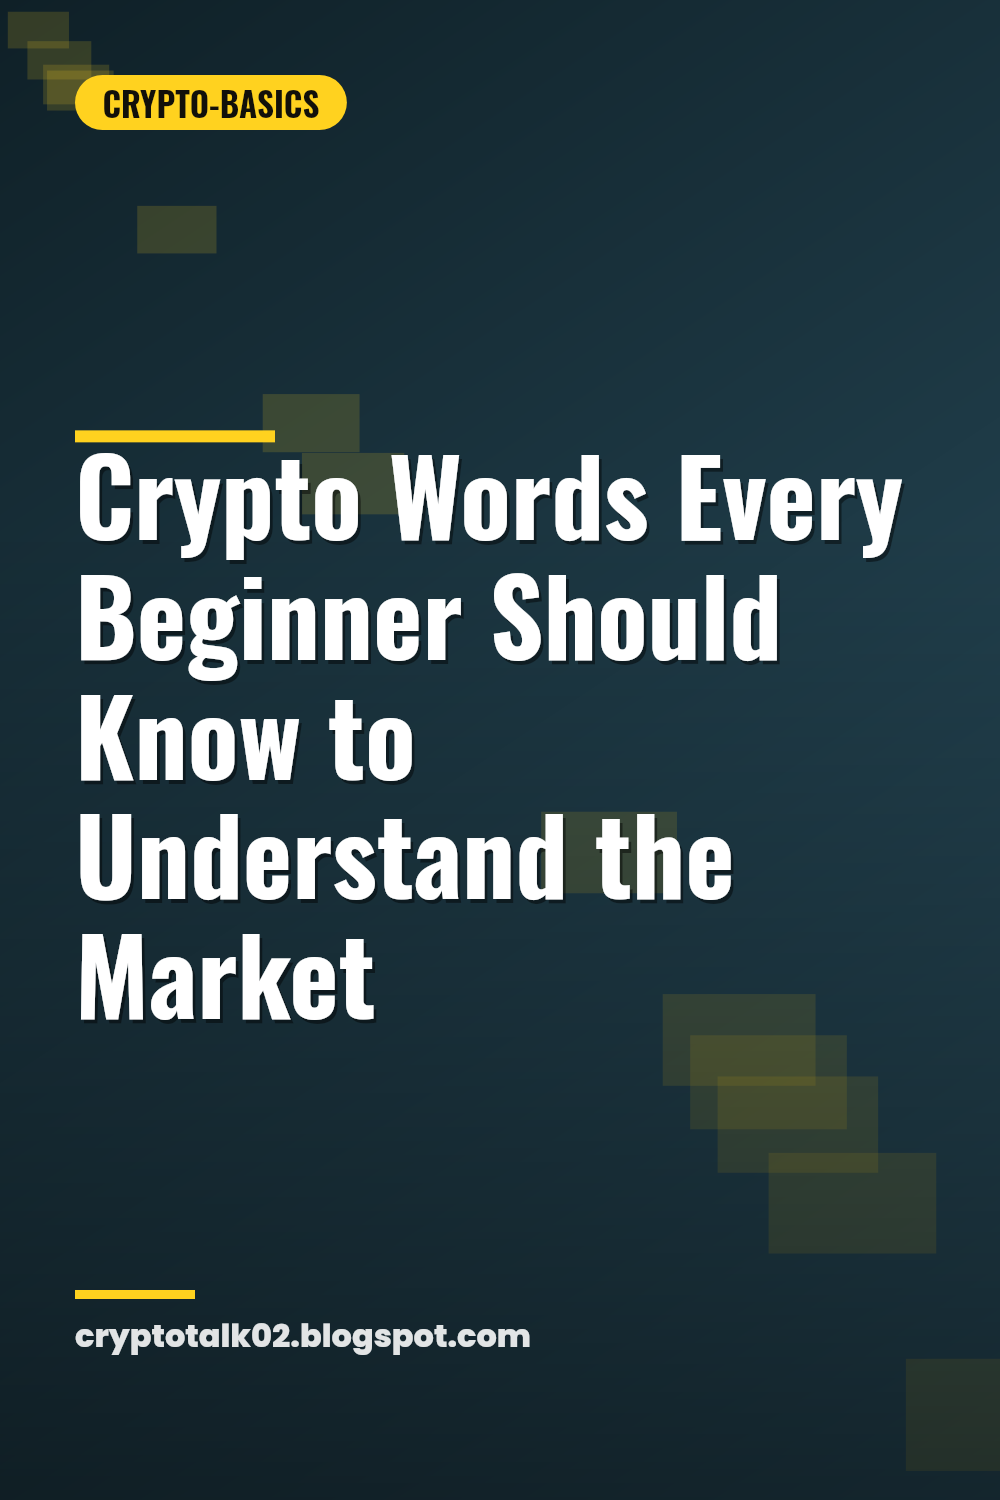 CRYPTO-BASICS
Crypto Words Every
Beginner Should
Know to
Understand the
Market
cryptotalk02.blogspot.com